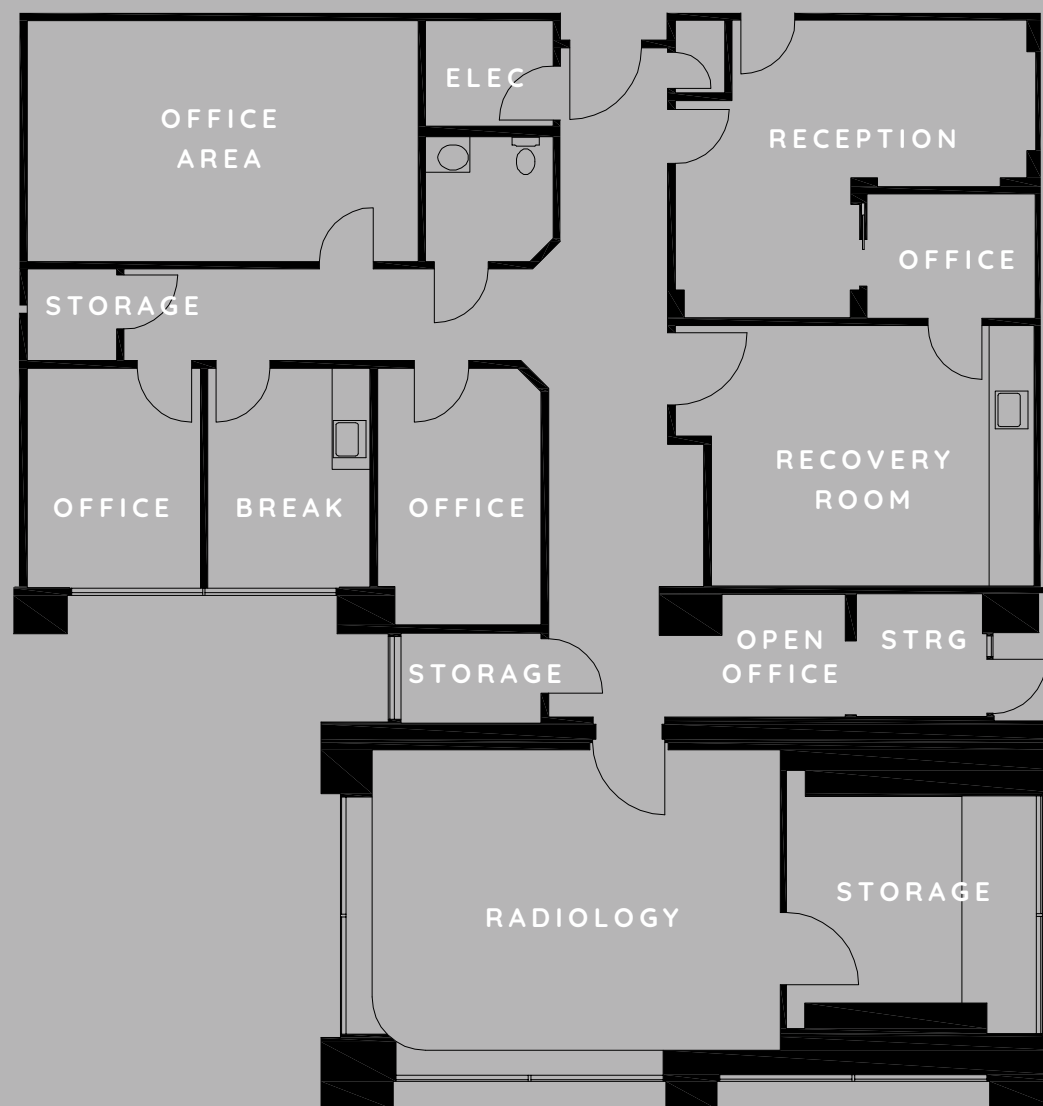 ELEC
OFFICE
AREA
RECEPTION
OFFICE
STORAGE
RECOVERY
ROOM
OFFICE
BREAK
OFFICE
OPEN
OFFICE
STRG
STORAGE
STORAGE
RADIOLOGY